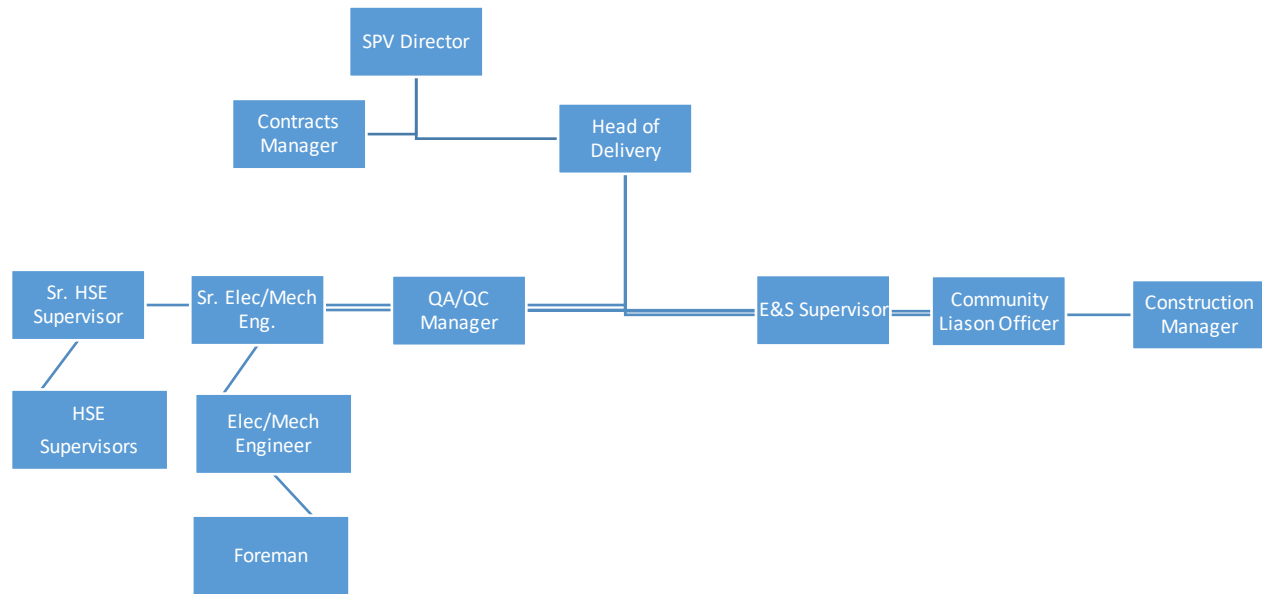 SPV Director
Contracts
Manager
Head of
Delivery
Sr. HSE
Supervisor
Sr. Elec/Mech
Eng.
QA/QC
Manager
E&S Supervisor
Community
Liason Officer
Construction
Manager
HSE
Supervisors
Elec/Mech
Engineer
Foreman